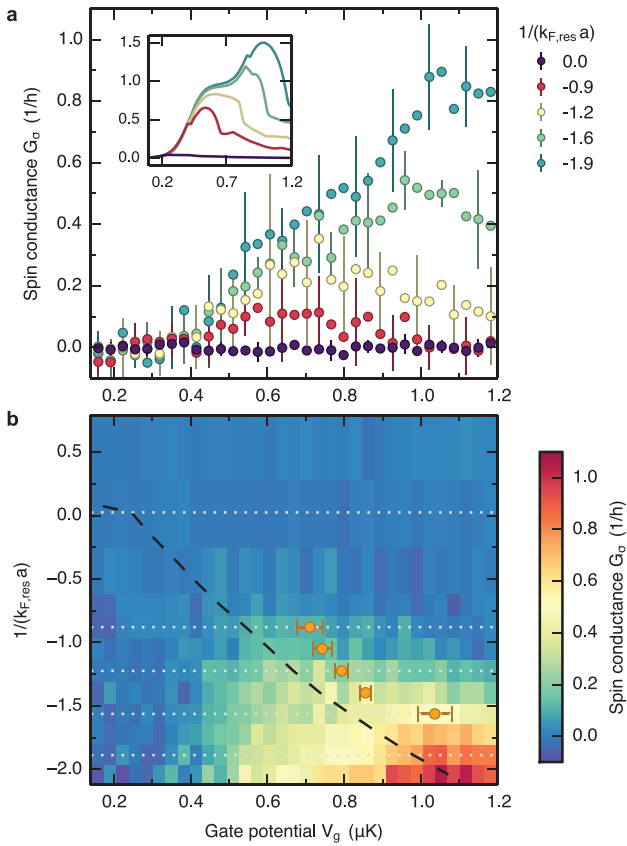 a
Spin conductance Gσ (1/h)
1.0
0.8
0.6
0.4
0.2
0.0
1.5
1.0
0.5
0.0
0.2 0.7 1.2
0.2 0.4 0.6 0.8 1.0 1.2
1/(kF,res a)
0.0
-0.9
-1.2
-1.6
-1.9
b
1/(kF,res a)
0.5
0.0
−0.5
−1.0
−1.5
−2.0
0.2 0.4 0.6 0.8 1.0 1.2
Gate potential Vg (μK)
1.0
0.8
0.6
0.4
0.2
0.0
Spin conductance Gσ (1/h)